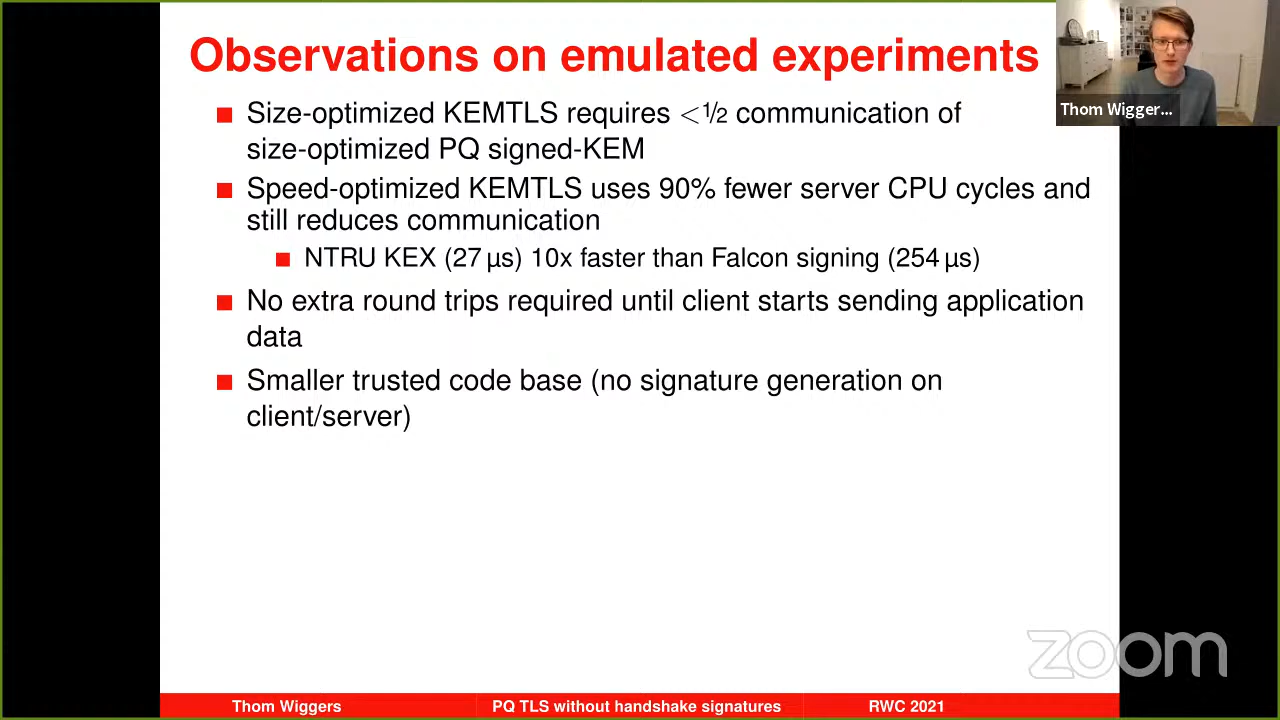 Observations on emulated experiments
Thom Wigger...
Size-optimized KEMTLS requires <½ communication of
size-optimized PQ signed-KEM
Speed-optimized KEMTLS uses 90% fewer server CPU cycles and
still reduces communication
NTRU KEX (27 µs) 10x faster than Falcon signing (254 µs)
No extra round trips required until client starts sending application
data
Smaller trusted code base (no signature generation on
client/server)
zoom
Thom Wiggers PQ TLS without handshake signatures RWC 2021